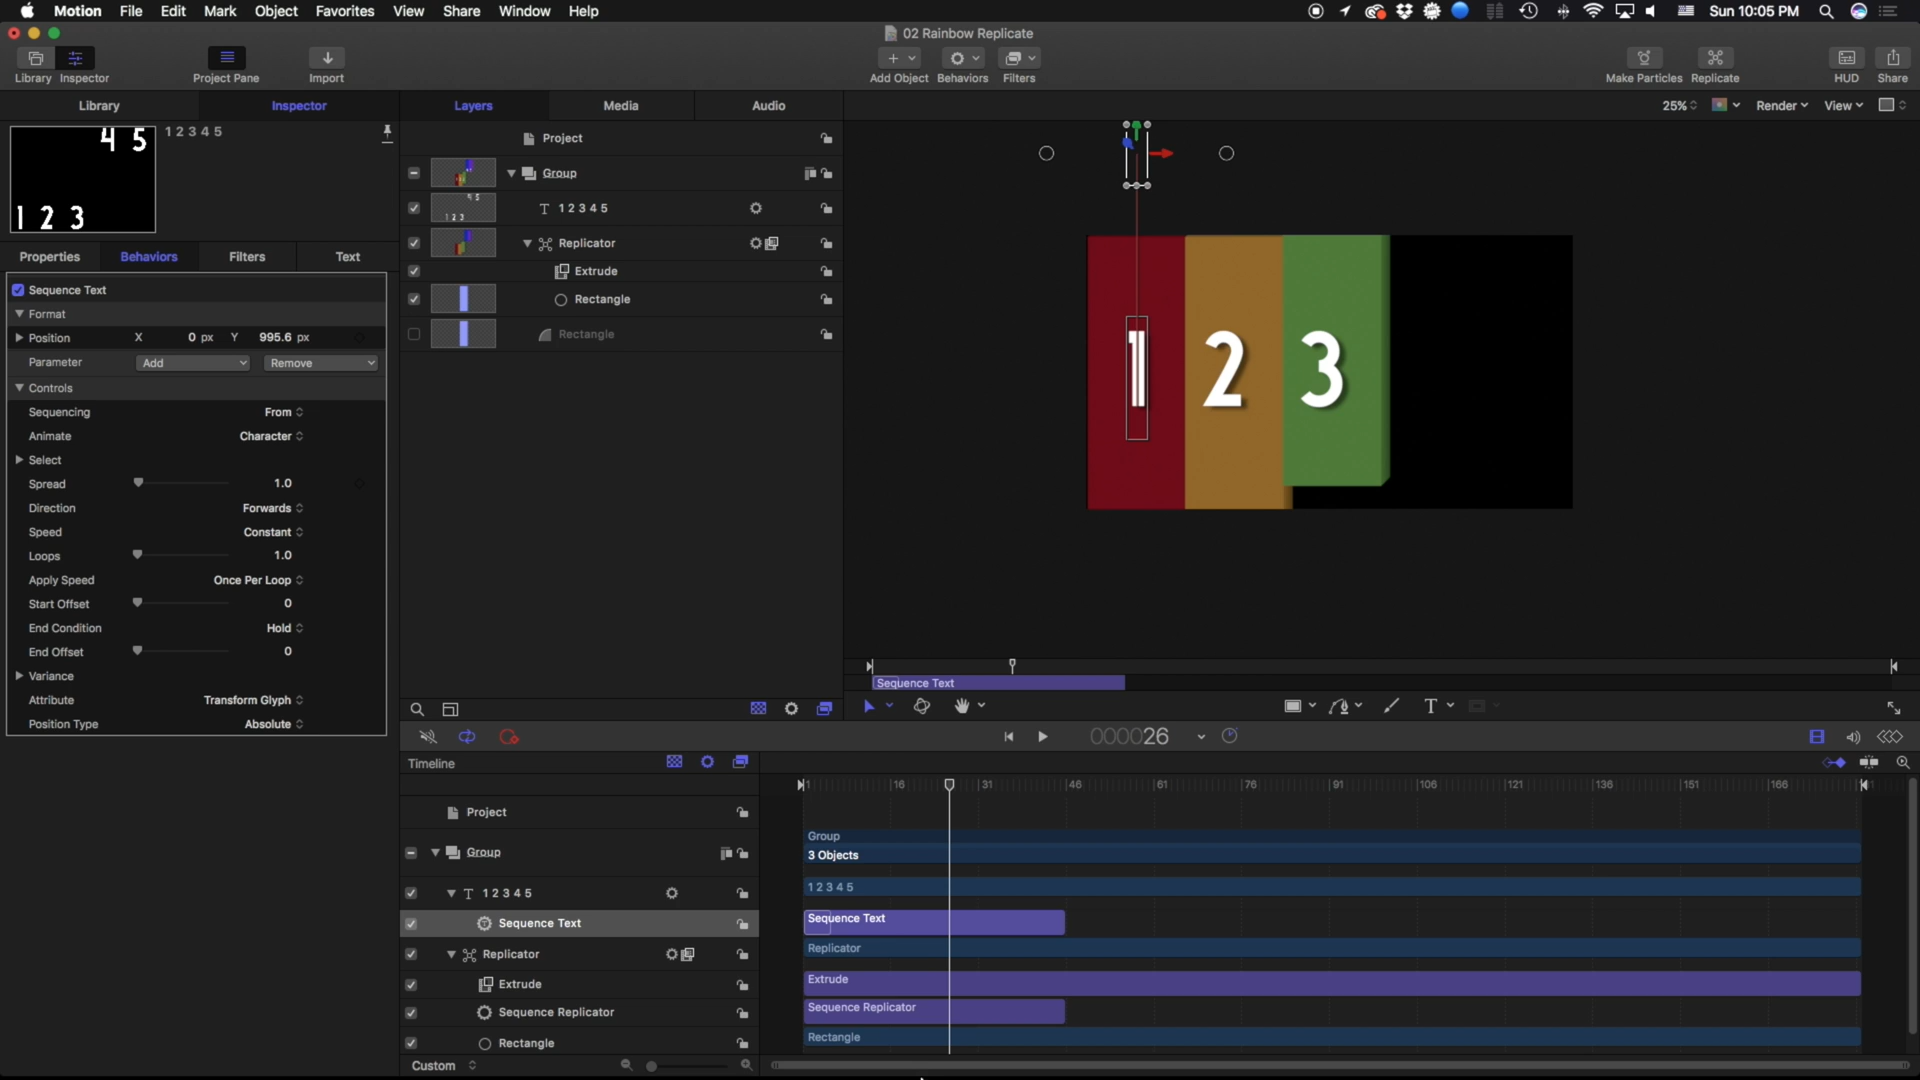 Motion File Edit Mark Object Favorites View Share Window Help
Sun 10:05 PM
02 Rainbow Replicate
Library Inspector Project Pane Import Add Object Behaviors Filters Make Particles Replicate HUD Share
Library Inspector Layers Media Audio 25% Render View
4 5
1 2 3
1 2 3 4 5
Properties Behaviors Filters Text
Sequence Text
Format
Position X 0 px Y 995.6 px
Parameter Add Remove
Controls
Sequencing From
Animate Character
Select
Spread 1.0
Direction Forwards
Speed Constant
Loops 1.0
Apply Speed Once Per Loop
Start Offset 0
End Condition Hold
End Offset 0
Variance
Attribute Transform Glyph
Position Type Absolute
Project
Group
T 1 2 3 4 5
Replicator
Extrude
Rectangle
Rectangle
1 2 3
Sequence Text
T
000026
Timeline
1 16 31 46 61 76 91 106 121 136 151 166
Project
Group
T 1 2 3 4 5
Sequence Text
Replicator
Extrude
Sequence Replicator
Rectangle
Custom
Group
3 Objects
1 2 3 4 5
Sequence Text
Replicator
Extrude
Sequence Replicator
Rectangle